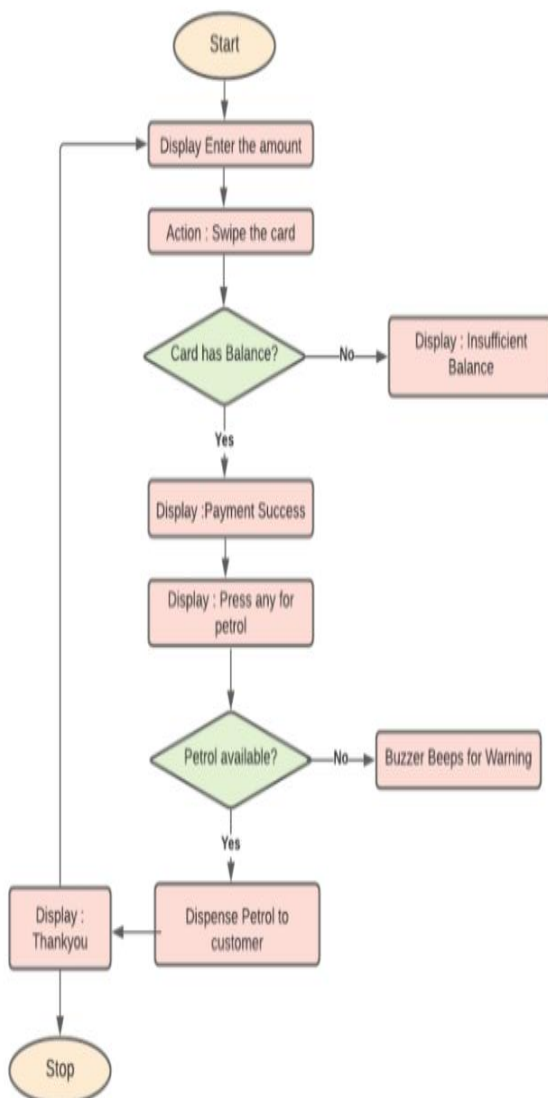 Start
Display Enter the amount
Action : Swipe the card
Card has Balance?
No
Display : Insufficient
Balance
Yes
Display :Payment Success
Display : Press any for
petrol
Petrol available?
No
Buzzer Beeps for Warning
Yes
Dispense Petrol to
customer
Display :
Thankyou
Stop